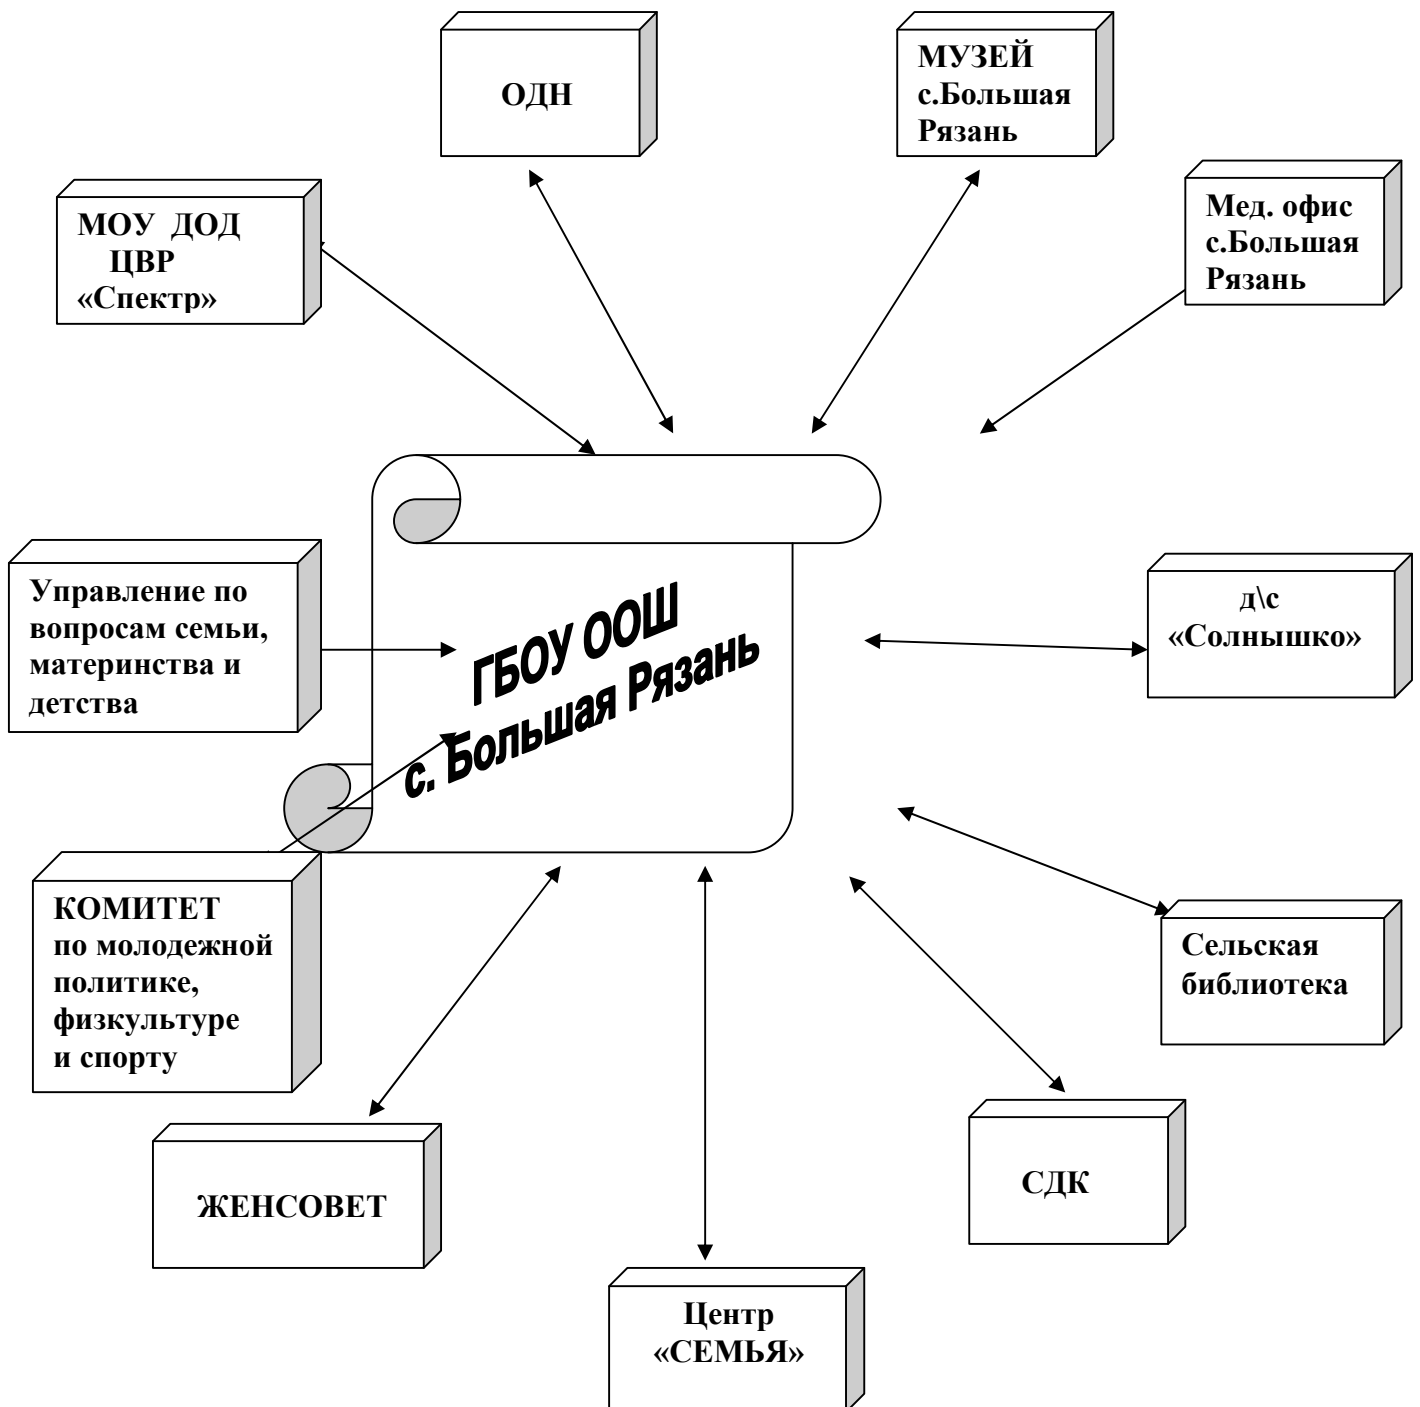 ОДН
МУЗЕЙ
с.Большая
Рязань
МОУ ДОД
ЦВР
«Спектр»
Мед. офис
с.Большая
Рязань
Управление по
вопросам семьи,
материнства и
детства
ГБОУ ООШ
с. Большая Рязань
д\с
«Солнышко»
КОМИТЕТ
по молодежной
политике,
физкультуре
и спорту
Сельская
библиотека
ЖЕНСОВЕТ
СДК
Центр
«СЕМЬЯ»